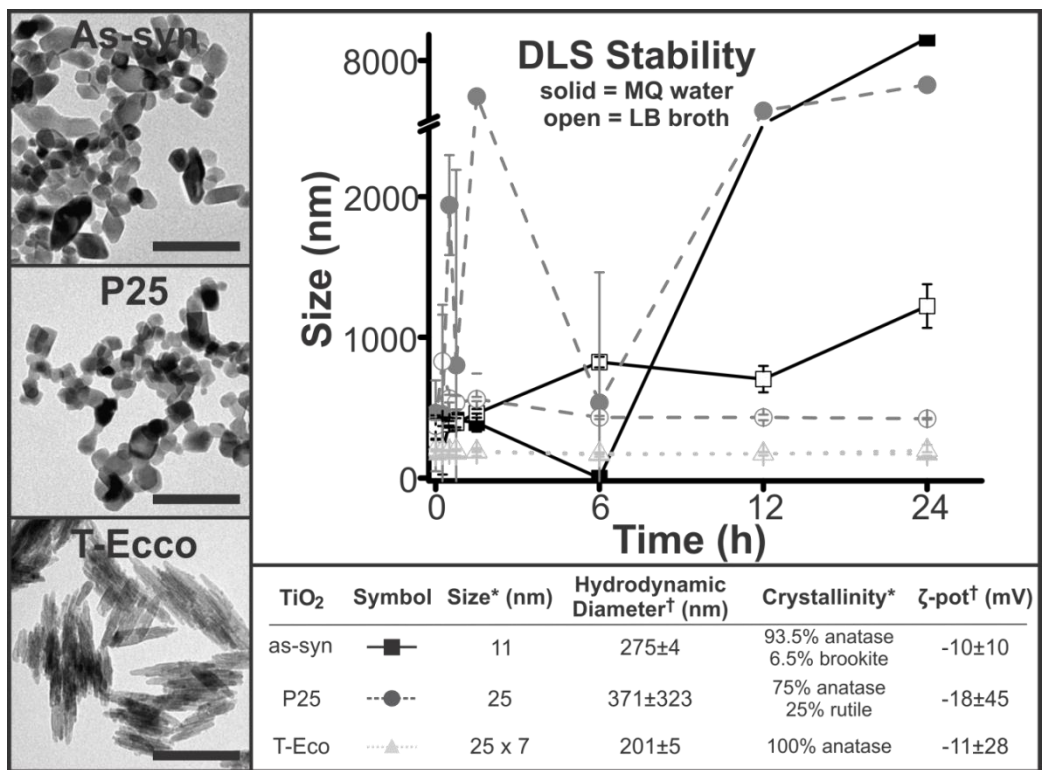 As-syn
P25
T-Ecco
DLS Stability
solid = MQ water
open = LB broth
Size (nm)
8000
2000
1000
0
0 6 12 24
Time (h)
TiO₂ Symbol Size* (nm) Hydrodynamic Diameter† (nm) Crystallinity* ζ-pot† (mV)
as-syn 11 275±4 93.5% anatase 6.5% brookite -10±10
P25 25 371±323 75% anatase 25% rutile -18±45
T-Eco 25 x 7 201±5 100% anatase -11±28